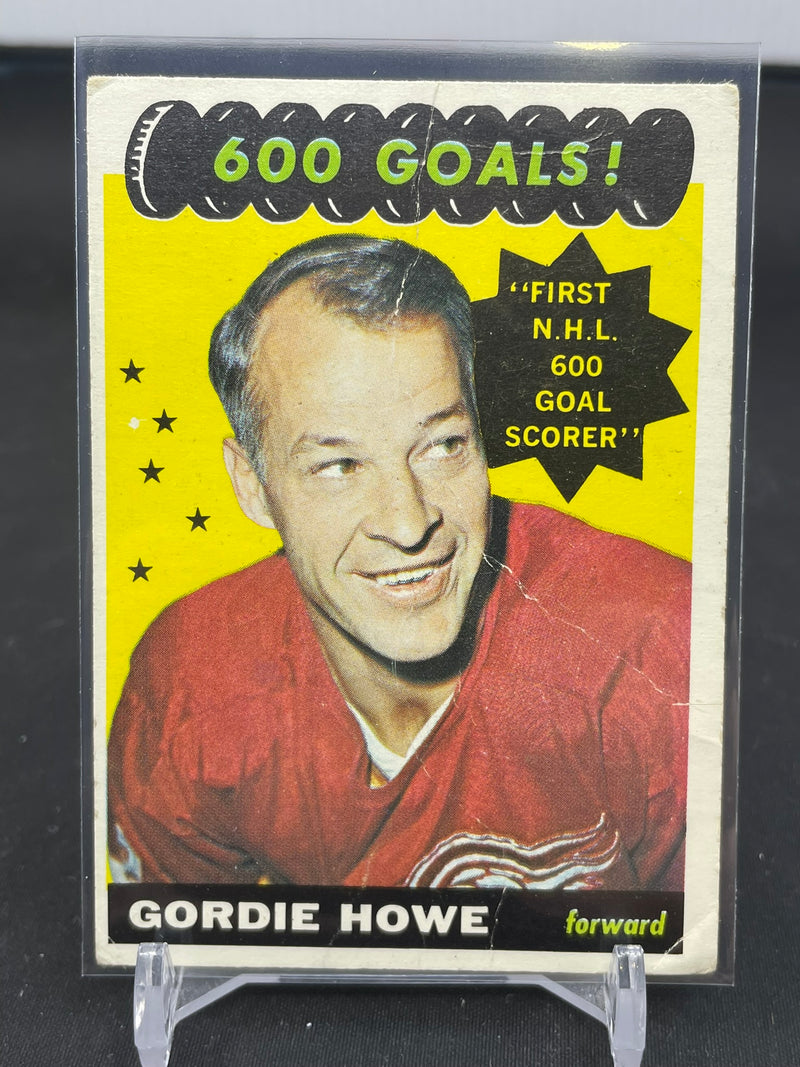 600 GOALS!
“FIRST
N.H.L.
600
GOAL
SCORER”
GORDIE HOWE forward